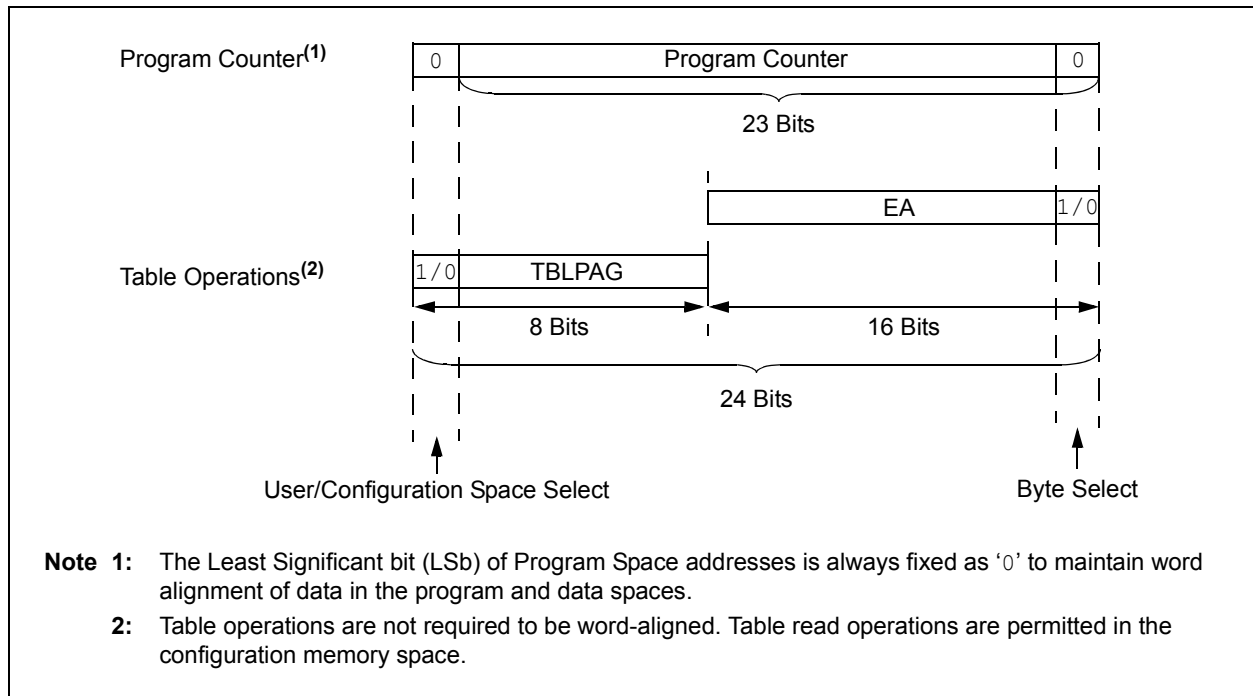 Program Counter(1)
0 Program Counter 0
23 Bits
EA 1/0
Table Operations(2)
1/0 TBLPAG
8 Bits 16 Bits
24 Bits
User/Configuration Space Select Byte Select
Note 1: The Least Significant bit (LSb) of Program Space addresses is always fixed as ‘0’ to maintain word
alignment of data in the program and data spaces.
2: Table operations are not required to be word-aligned. Table read operations are permitted in the
configuration memory space.